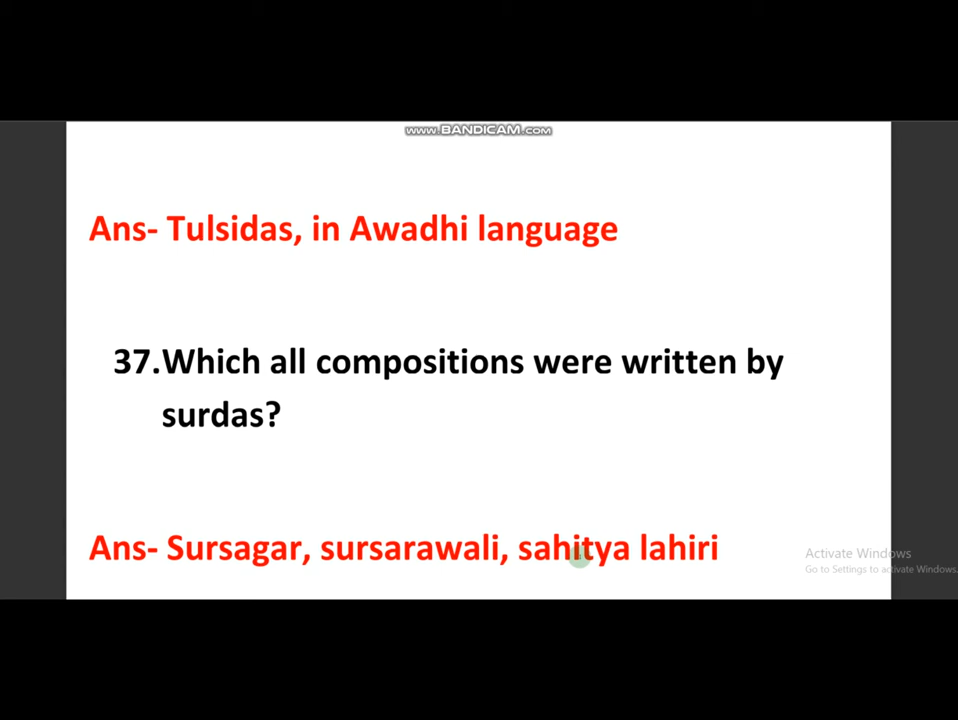 www.BANDICAM.com
Ans- Tulsidas, in Awadhi language
37.Which all compositions were written by
surdas?
Ans- Sursagar, sursarawali, sahitya lahiri
Activate Windows
Go to Settings to activate Windows.